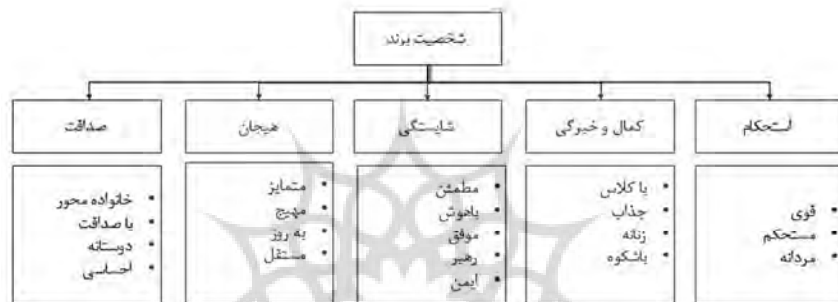 شخصیت برند
استحکام
قوی
مستحکم
مردانه
کمال و خبرگی
با کلاس
جذاب
زنانه
باشکوه
شایستگی
مطمئن
باهوش
موفق
رهبر
ایمن
هیجان
متمایز
مهیج
به روز
مستقل
صداقت
خانواده محور
با صداقت
دوستانه
احساسی